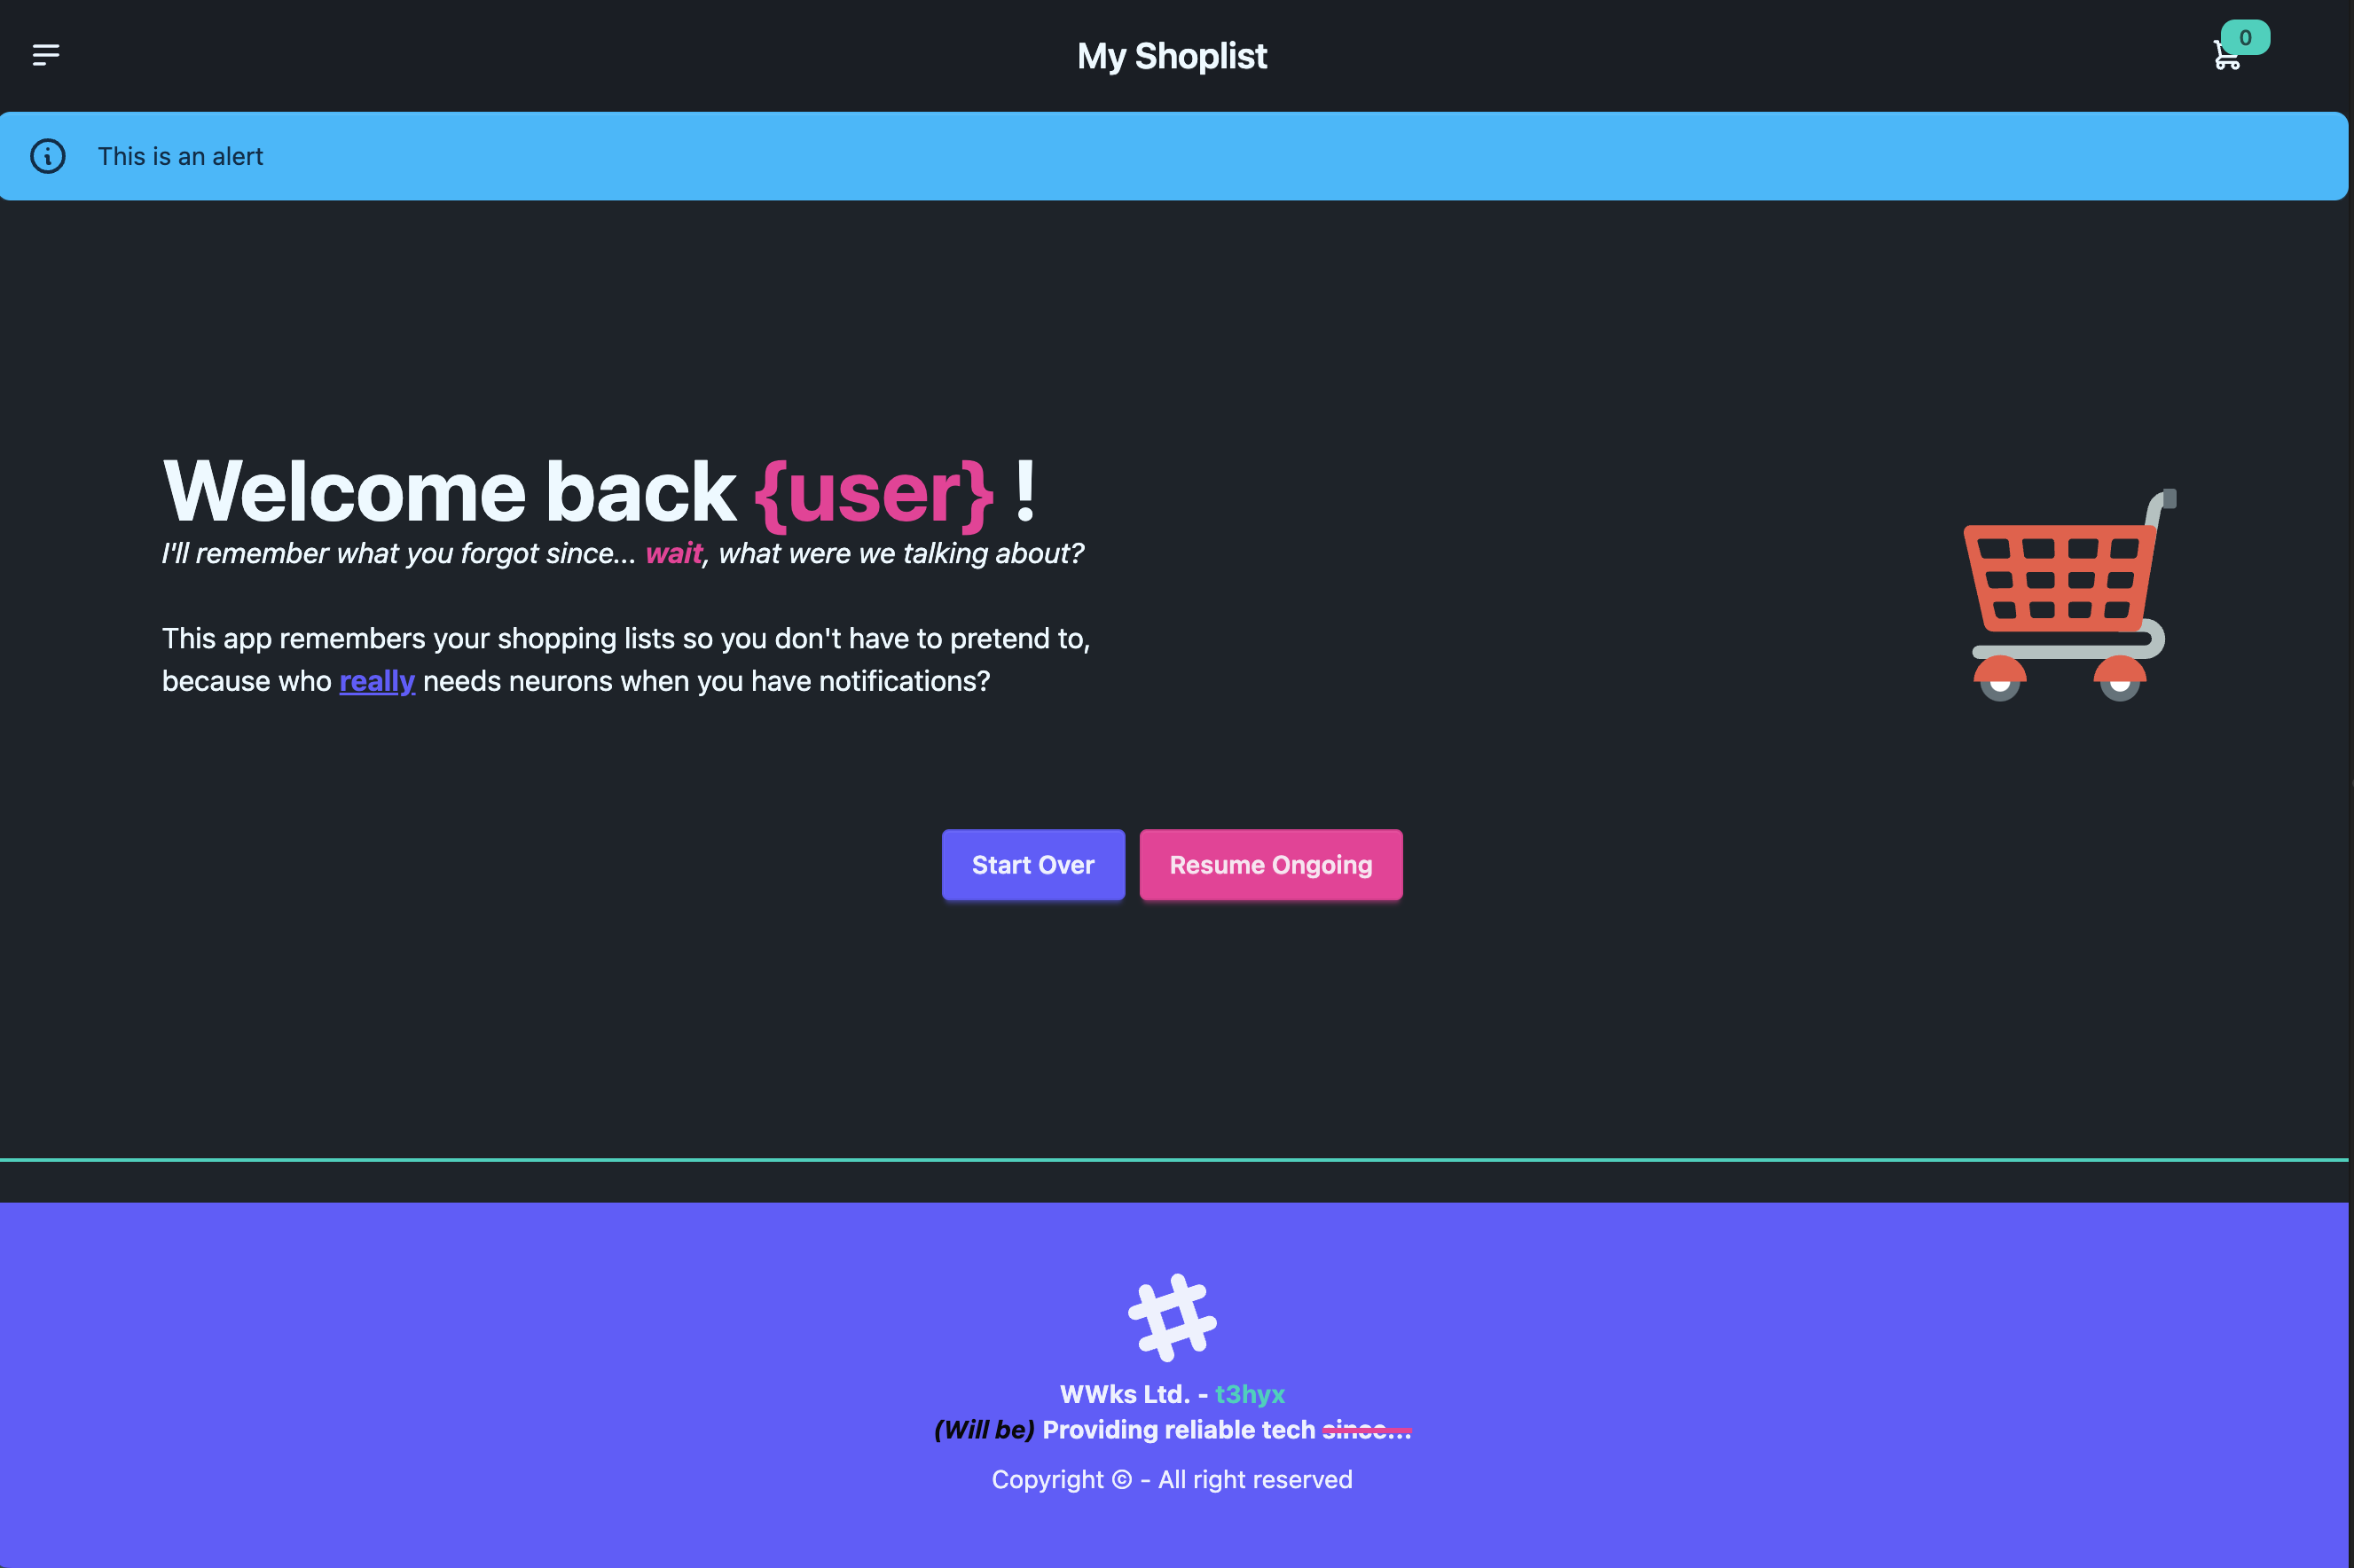 My Shoplist
0
This is an alert
Welcome back {user} !
I'll remember what you forgot since... wait, what were we talking about?
This app remembers your shopping lists so you don't have to pretend to,
because who really needs neurons when you have notifications?
Start Over
Resume Ongoing
WWks Ltd. - t3hyx
(Will be) Providing reliable tech since...
Copyright © - All right reserved